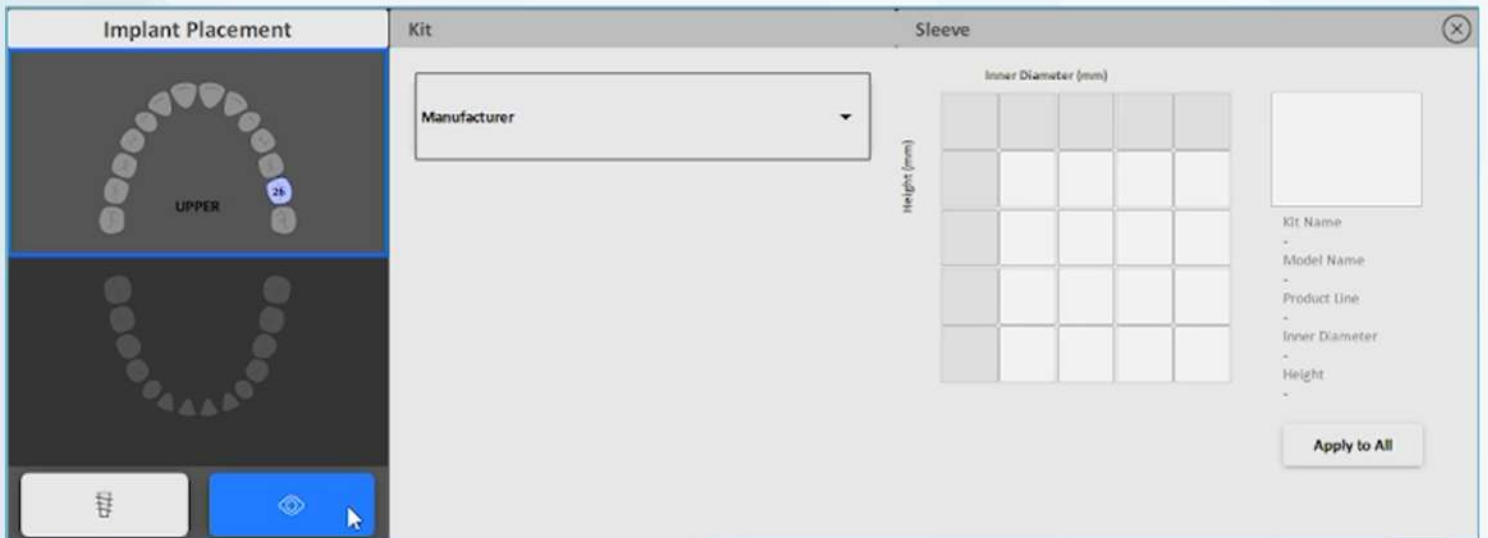 Implant Placement
Kit
Sleeve
Manufacturer
Inner Diameter (mm)
Height (mm)
26
UPPER
Kit Name
-
Model Name
-
Product Line
-
Inner Diameter
-
Height
-
Apply to All